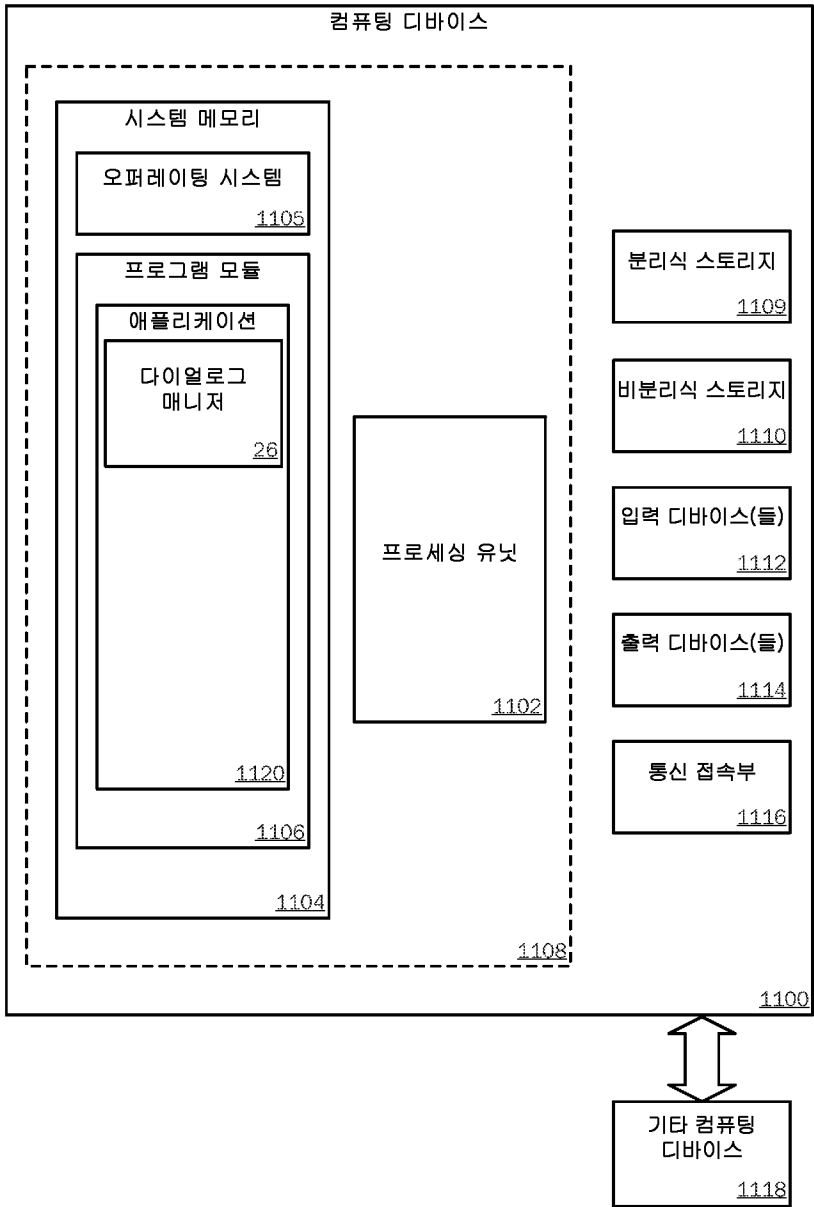 컴퓨팅 디바이스
시스템 메모리
오퍼레이팅 시스템
1105
프로그램 모듈
애플리케이션
다이얼로그
매니저
26
1120
1106
1104
프로세싱 유닛
1102
1108
분리식 스토리지
1109
비분리식 스토리지
1110
입력 디바이스(들)
1112
출력 디바이스(들)
1114
통신 접속부
1116
1100
기타 컴퓨팅
디바이스
1118